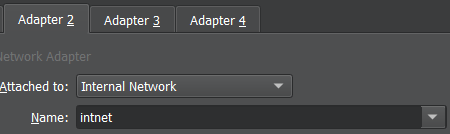 Adapter 2 Adapter 3 Adapter 4
Network Adapter
Attached to: Internal Network
Name: intnet